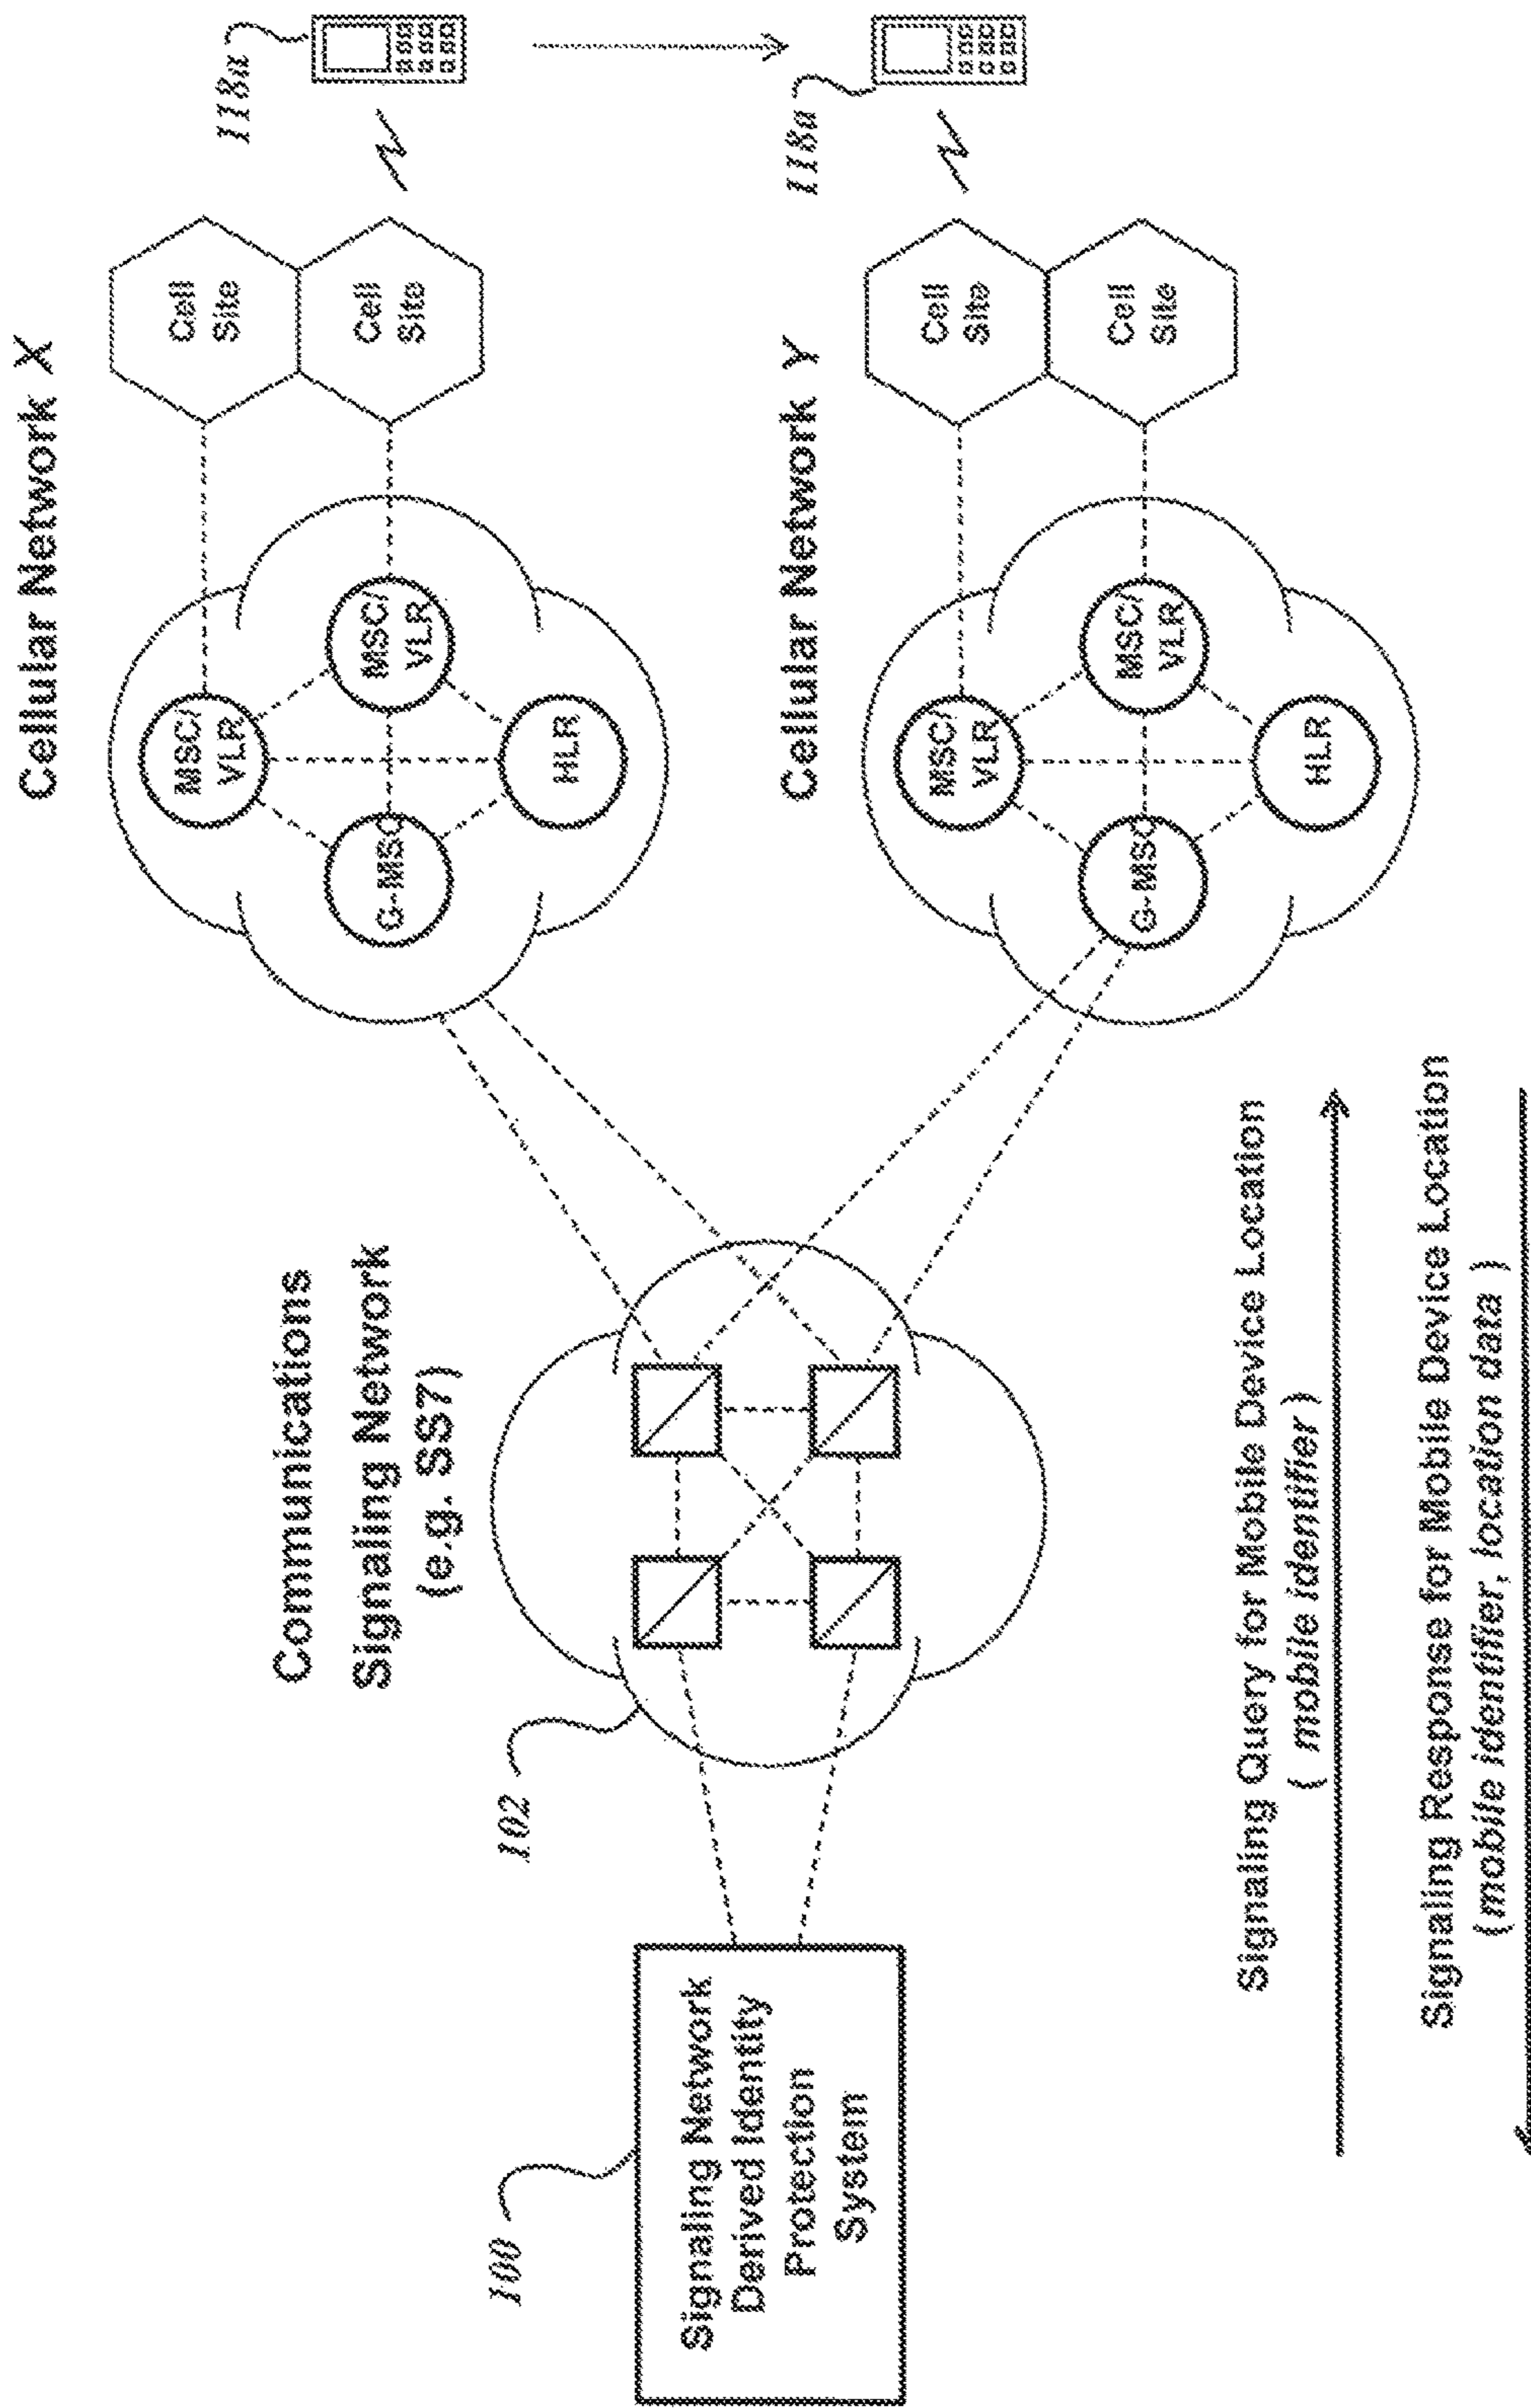 Cellular Network X
118a
Cell
Site
Cell
Site
MSC/
VLR
MSC/
VLR
G-MSC
HLR
Communications
Signaling Network
(e.g. SS7)
102
100
Signaling Network
Derived Identity
Protection
System
Cellular Network Y
118a
Cell
Site
Cell
Site
MSC/
VLR
MSC/
VLR
G-MSC
HLR
Signaling Query for Mobile Device Location
( mobile identifier )
Signaling Response for Mobile Device Location
(mobile identifier, location data )